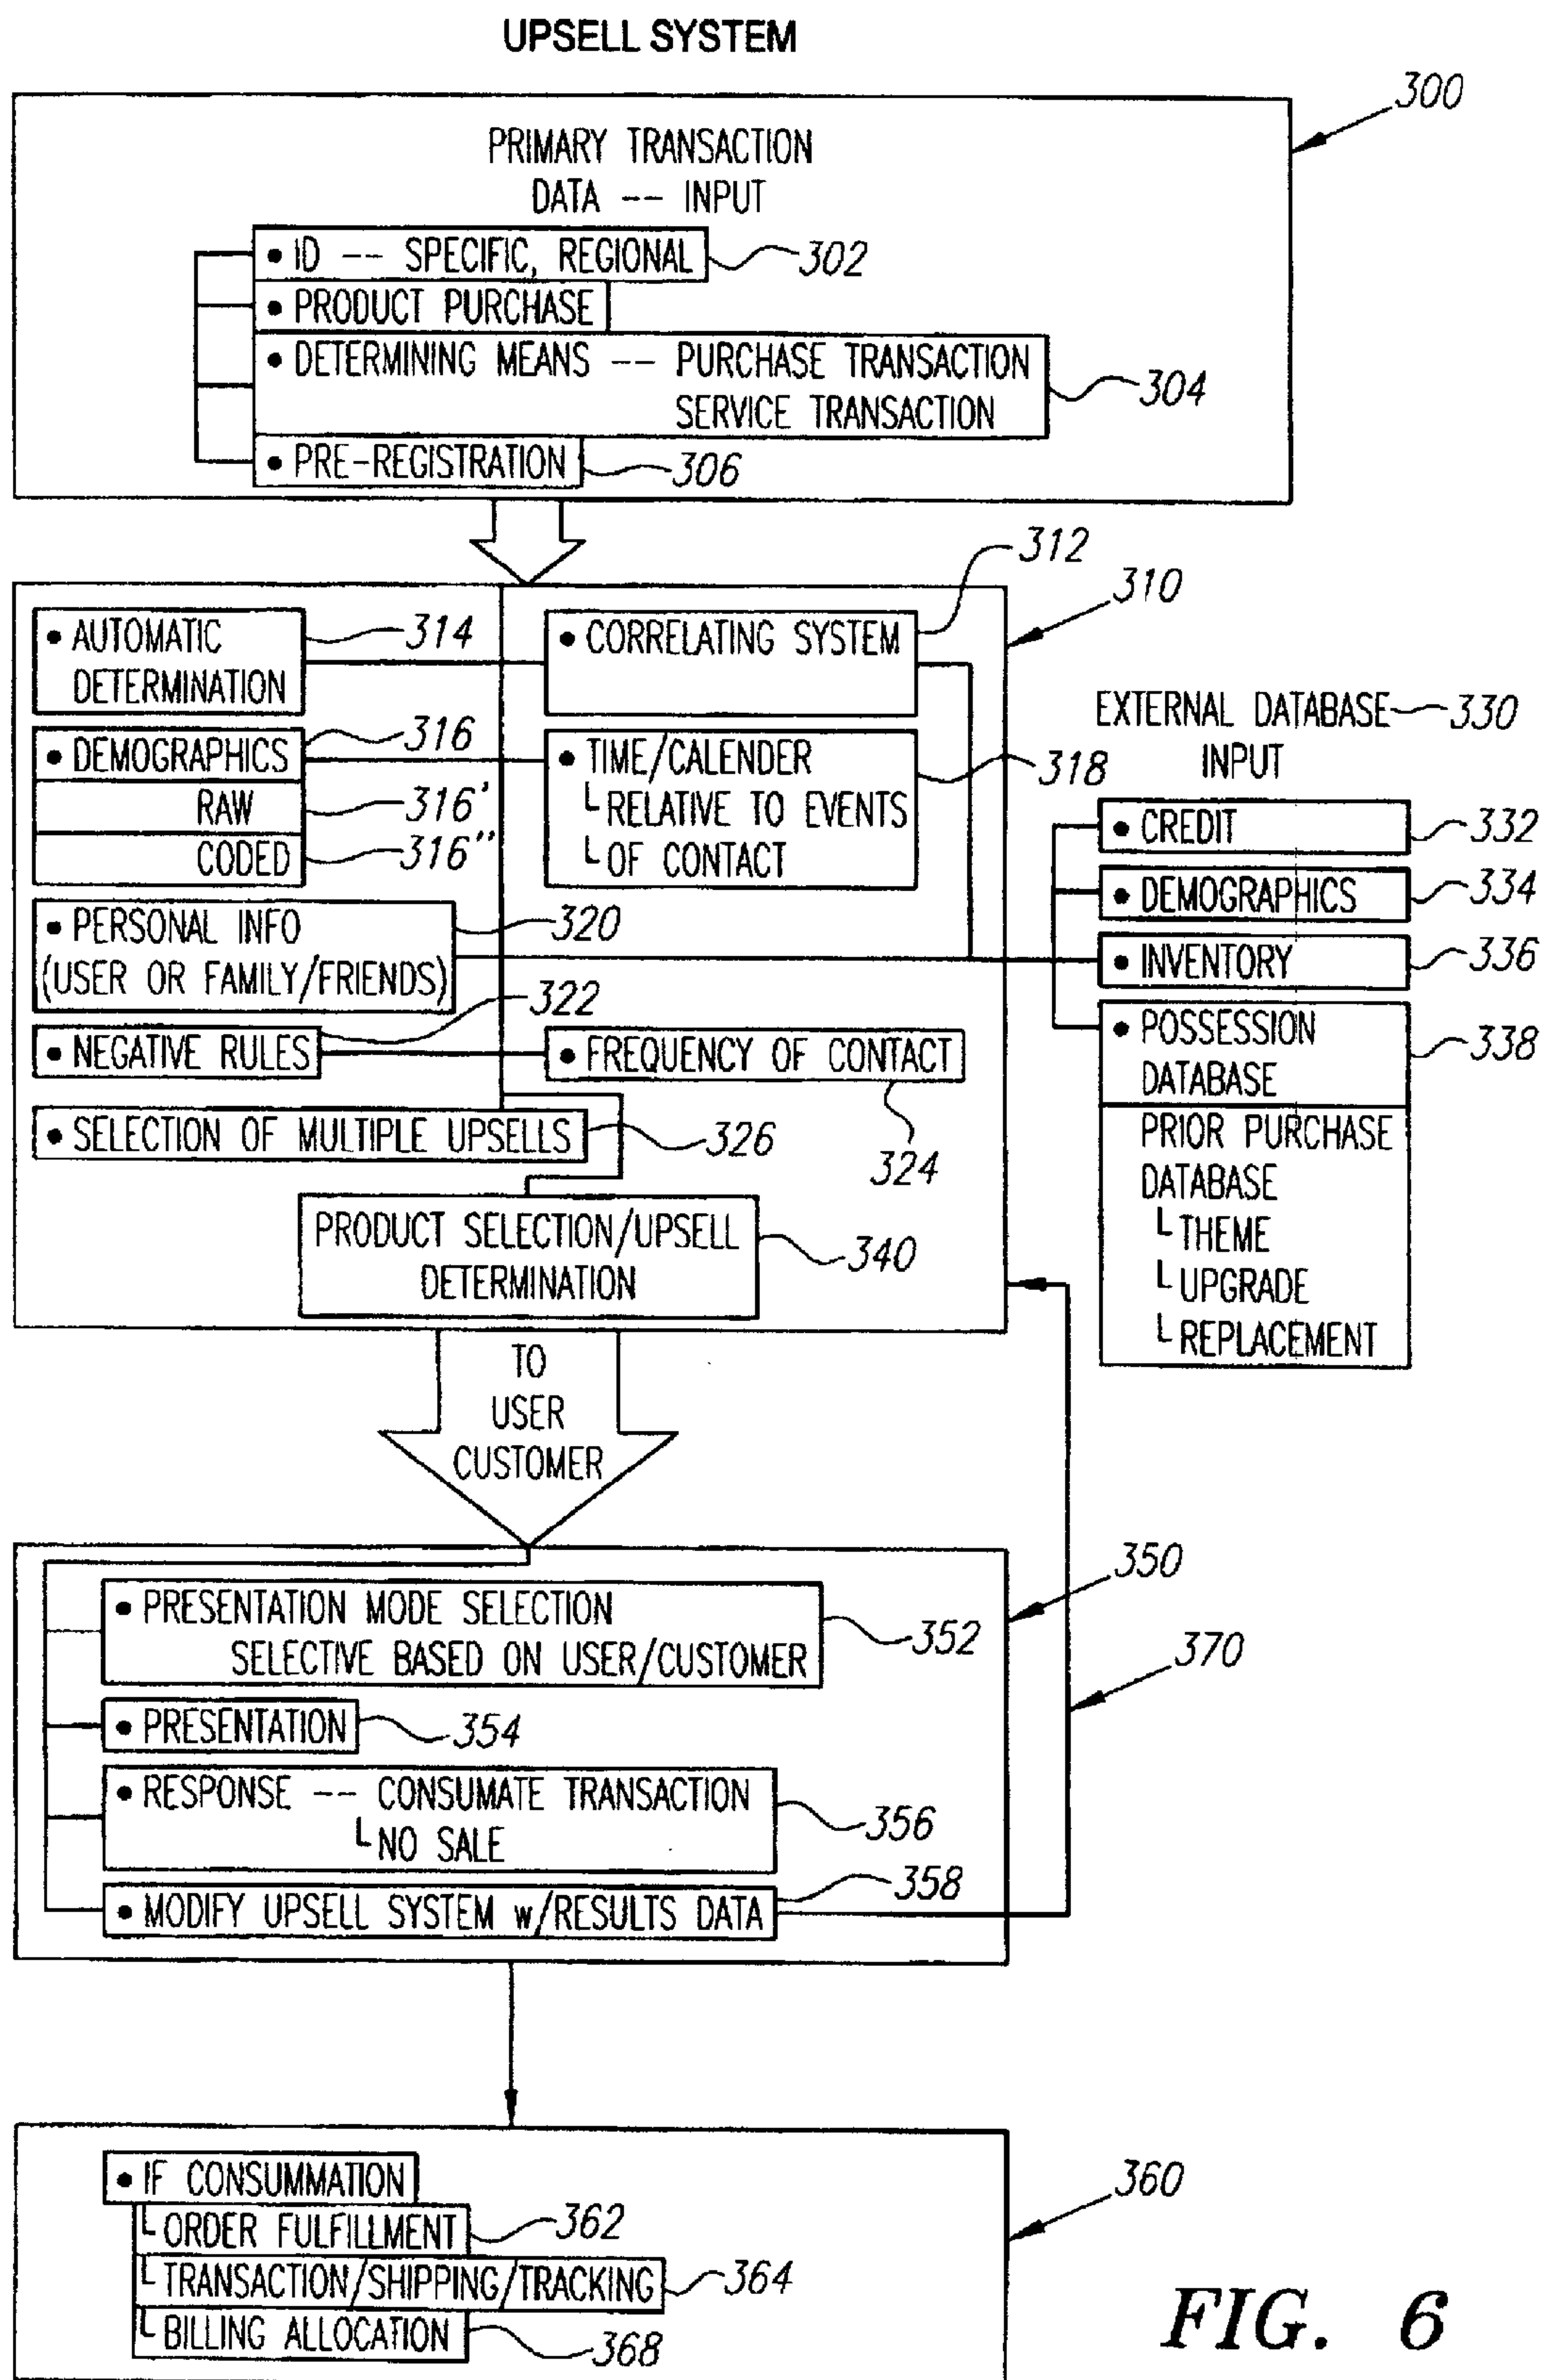 UPSELL SYSTEM
300
PRIMARY TRANSACTION
DATA -- INPUT
• ID -- SPECIFIC, REGIONAL
302
• PRODUCT PURCHASE
• DETERMINING MEANS -- PURCHASE TRANSACTION
SERVICE TRANSACTION
304
• PRE-REGISTRATION
306
312
310
• AUTOMATIC
DETERMINATION
314
• CORRELATING SYSTEM
• DEMOGRAPHICS
316
RAW
316'
CODED
316"
• TIME/CALENDER
└ RELATIVE TO EVENTS
└ OF CONTACT
318
• PERSONAL INFO
(USER OR FAMILY/FRIENDS)
320
322
• NEGATIVE RULES
• FREQUENCY OF CONTACT
324
• SELECTION OF MULTIPLE UPSELLS
326
PRODUCT SELECTION/UPSELL
DETERMINATION
340
EXTERNAL DATABASE
330
INPUT
• CREDIT
332
• DEMOGRAPHICS
334
• INVENTORY
336
• POSSESSION
DATABASE
338
PRIOR PURCHASE
DATABASE
└ THEME
└ UPGRADE
└ REPLACEMENT
TO
USER
CUSTOMER
350
• PRESENTATION MODE SELECTION
SELECTIVE BASED ON USER/CUSTOMER
352
370
• PRESENTATION
354
• RESPONSE -- CONSUMATE TRANSACTION
└ NO SALE
356
358
• MODIFY UPSELL SYSTEM w/RESULTS DATA
360
• IF CONSUMMATION
└ ORDER FULFILLMENT
362
└ TRANSACTION/SHIPPING/TRACKING
364
└ BILLING ALLOCATION
368
FIG. 6